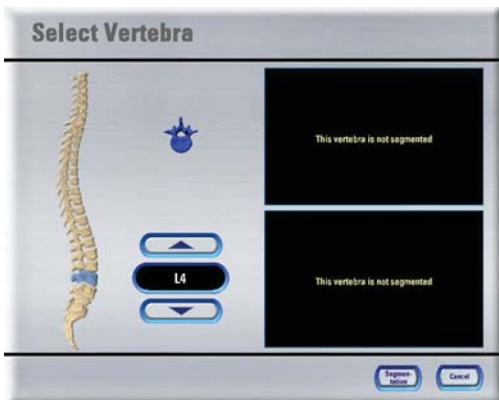 Select Vertebra
This vertebra is not segmented
L4
This vertebra is not segmented
Segmen-
tation
Cancel